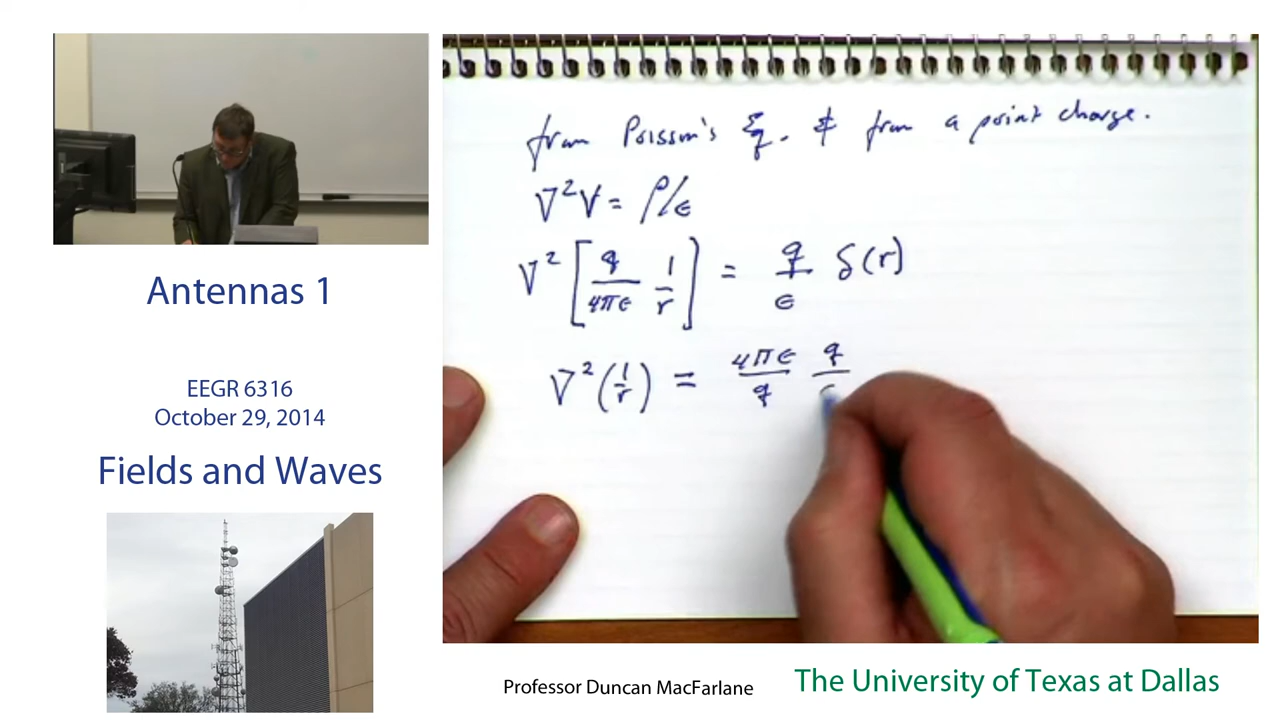 Antennas 1
EEGR 6316
October 29, 2014
Fields and Waves
from Poisson's Eq. & from a point charge.
∇²V = ρ/ϵ
∇² [ q/4πϵ 1/r ] = q/ϵ δ(r)
∇² (1/r) = 4πϵ/q q/
Professor Duncan MacFarlane
The University of Texas at Dallas